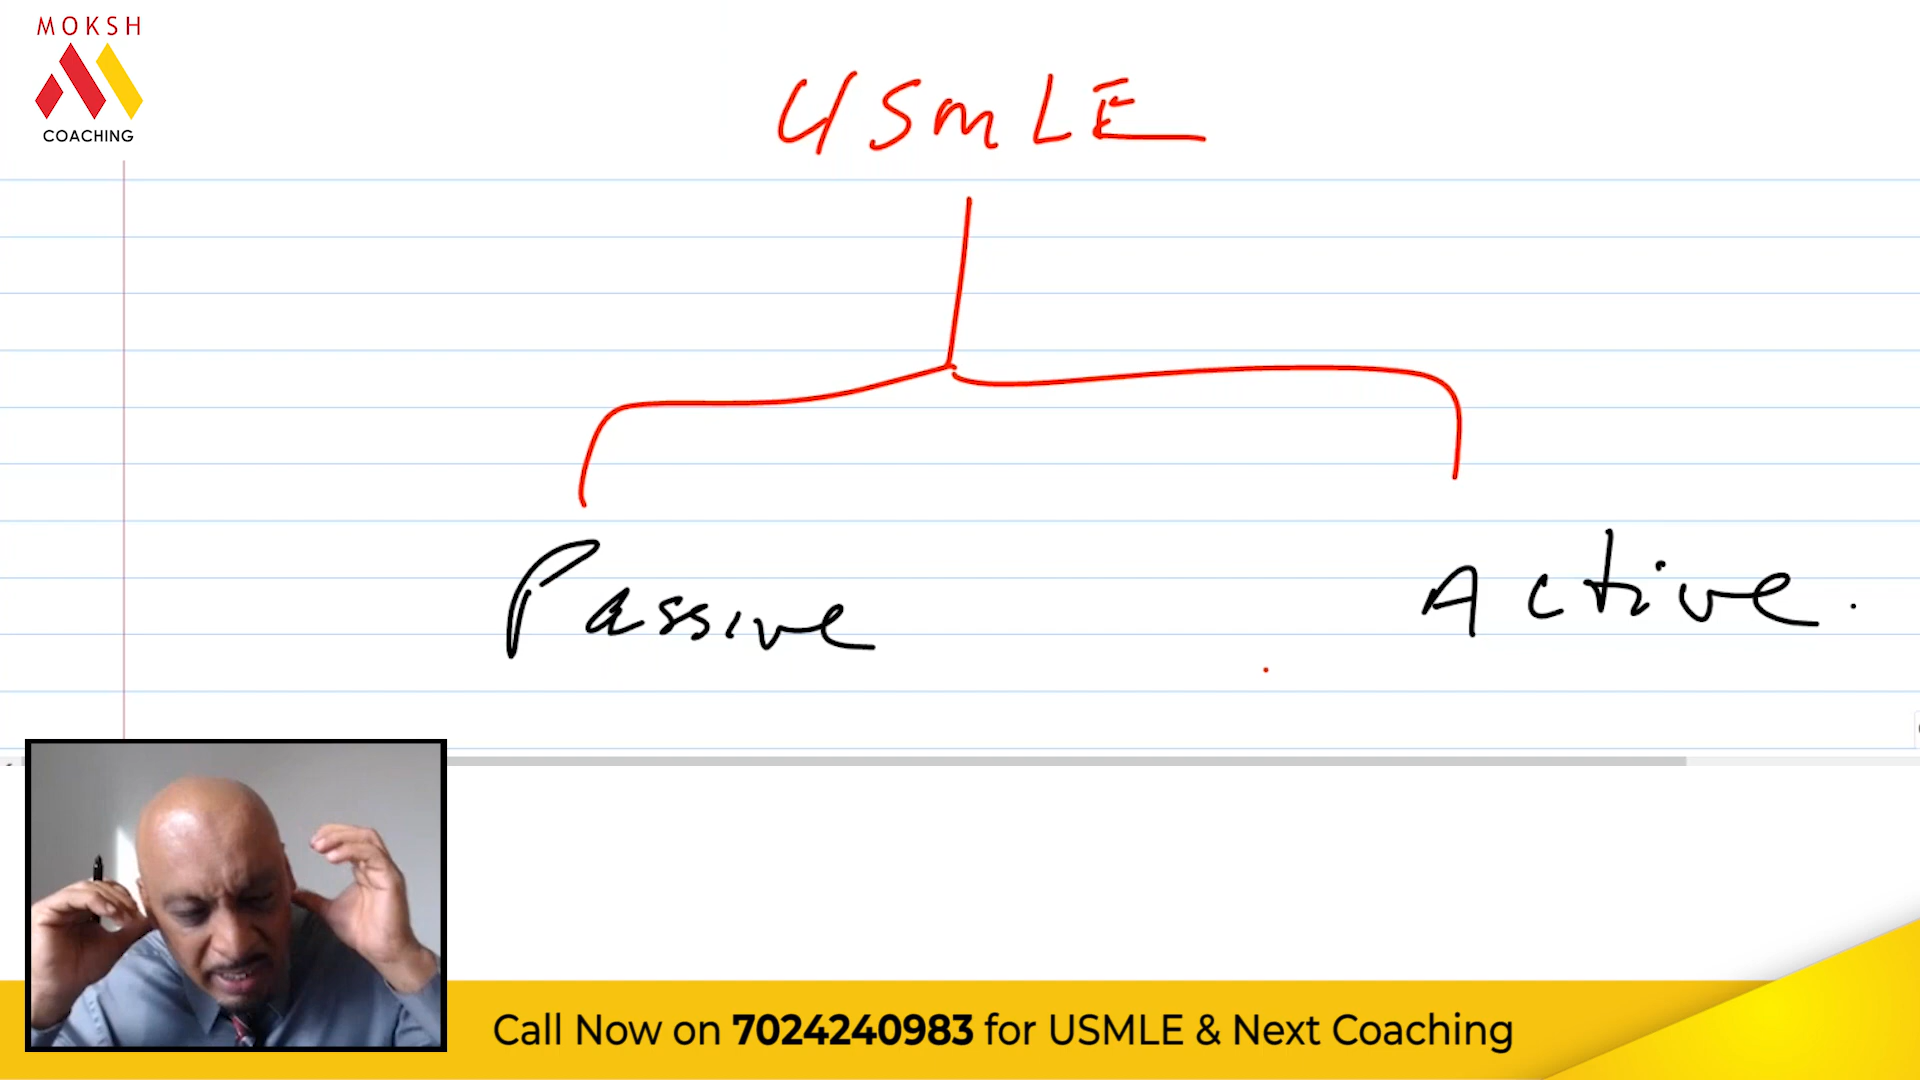 MOKSH
COACHING
USMLE
Passive
Active.
Call Now on 7024240983 for USMLE & Next Coaching